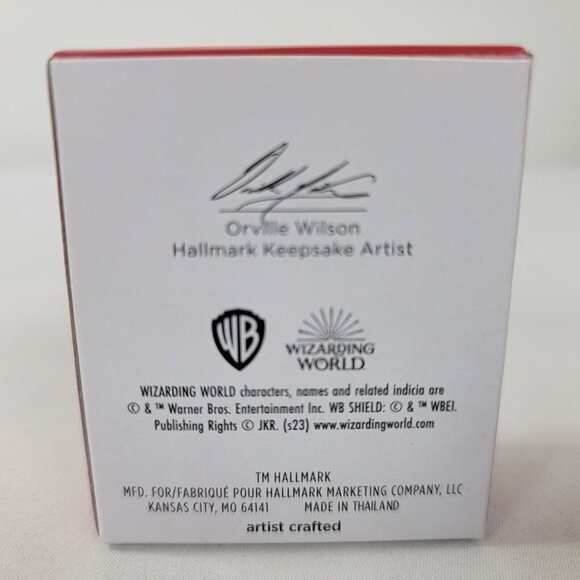 Orville Wilson
Hallmark Keepsake Artist
WB
WIZARDING
WORLD
WIZARDING WORLD characters, names and related indicia are
© & ™ Warner Bros. Entertainment Inc. WB SHIELD: © & ™ WBEI.
Publishing Rights © JKR. (s23) www.wizardingworld.com
TM HALLMARK
MFD. FOR/FABRIQUÉ POUR HALLMARK MARKETING COMPANY, LLC
KANSAS CITY, MO 64141 MADE IN THAILAND
artist crafted